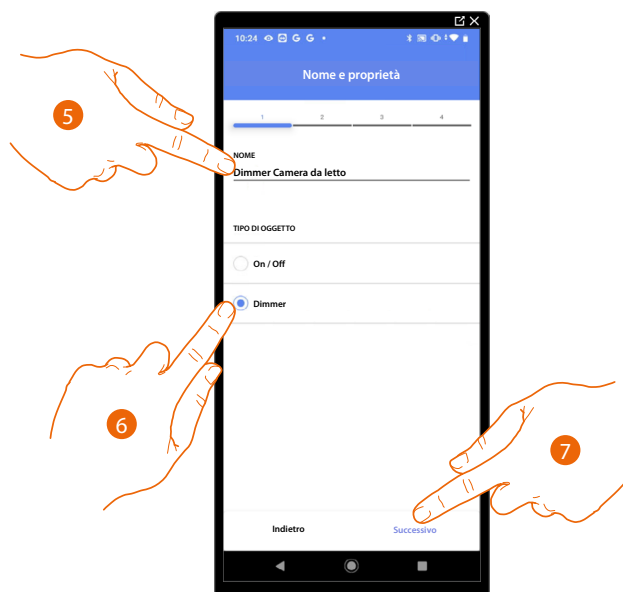 10:24 G G
Nome e proprietà
1 2 3 4
5
NOME
Dimmer Camera da letto
TIPO DI OGGETTO
On / Off
Dimmer
6
7
Indietro
Successivo